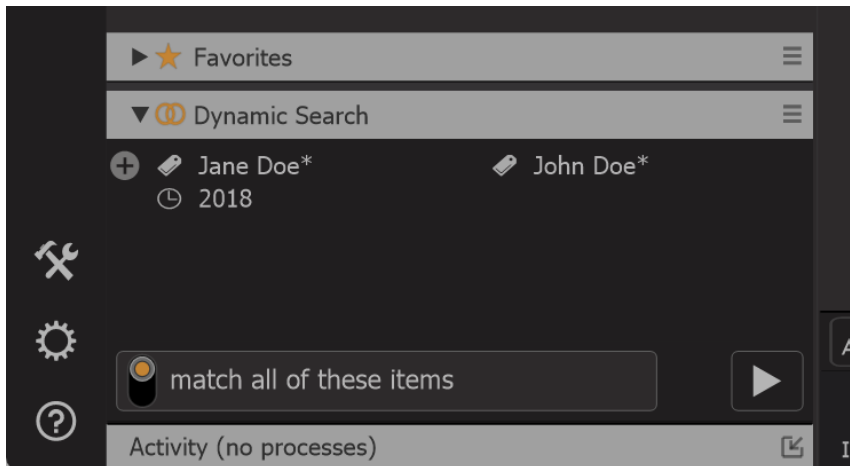 Favorites
Dynamic Search
Jane Doe* John Doe*
2018
match all of these items
Activity (no processes)